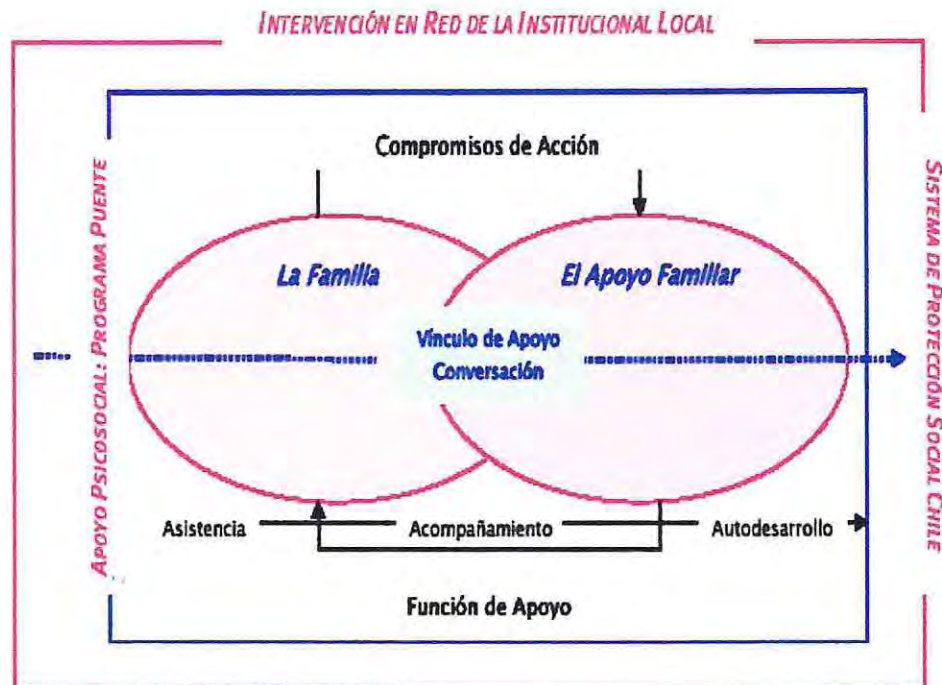 INTERVENCIÓN EN RED DE LA INSTITUCIONAL LOCAL
Compromisos de Acción
APOYO PSICOSOCIAL: PROGRAMA PUENTE
SISTEMA DE PROTECCIÓN SOCIAL CHILE
La Familia
El Apoyo Familiar
Vínculo de Apoyo
Conversación
Asistencia
Acompañamiento
Autodesarrollo
Función de Apoyo